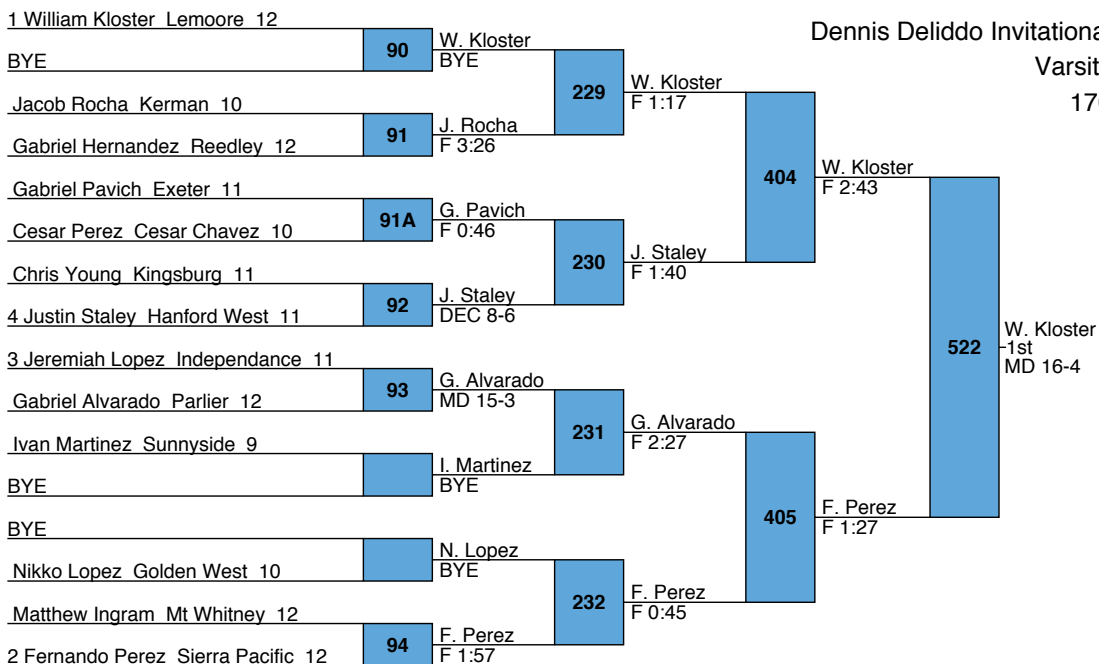 Dennis Deliddo Invitationa
Varsit
170
1 William Kloster Lemoore 12
BYE
Jacob Rocha Kerman 10
Gabriel Hernandez Reedley 12
Gabriel Pavich Exeter 11
Cesar Perez Cesar Chavez 10
Chris Young Kingsburg 11
4 Justin Staley Hanford West 11
3 Jeremiah Lopez Independance 11
Gabriel Alvarado Parlier 12
Ivan Martinez Sunnyside 9
BYE
BYE
Nikko Lopez Golden West 10
Matthew Ingram Mt Whitney 12
2 Fernando Perez Sierra Pacific 12
90
91
91A
92
93
94
W. Kloster
BYE
J. Rocha
F 3:26
G. Pavich
F 0:46
J. Staley
DEC 8-6
G. Alvarado
MD 15-3
I. Martinez
BYE
N. Lopez
BYE
F. Perez
F 1:57
229
230
231
232
W. Kloster
F 1:17
J. Staley
F 1:40
G. Alvarado
F 2:27
F. Perez
F 0:45
404
405
W. Kloster
F 2:43
F. Perez
F 1:27
522
W. Kloster
1st
MD 16-4